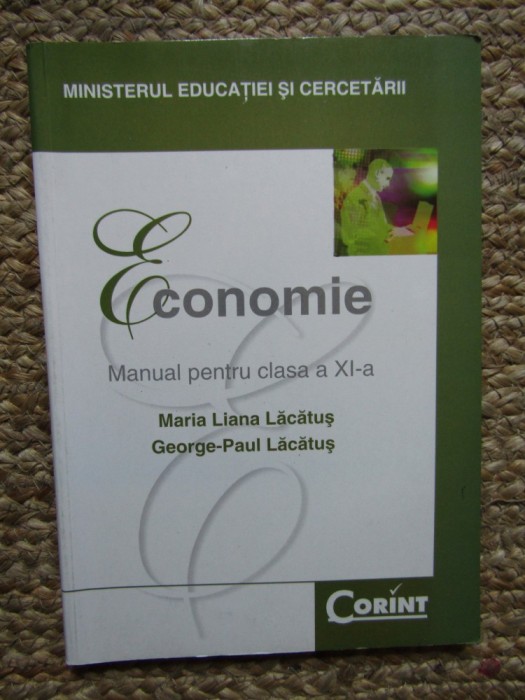 MINISTERUL EDUCAȚIEI ȘI CERCETĂRII
Economie
Manual pentru clasa a XI-a
Maria Liana Lăcătuș
George-Paul Lăcătuș
CORINT